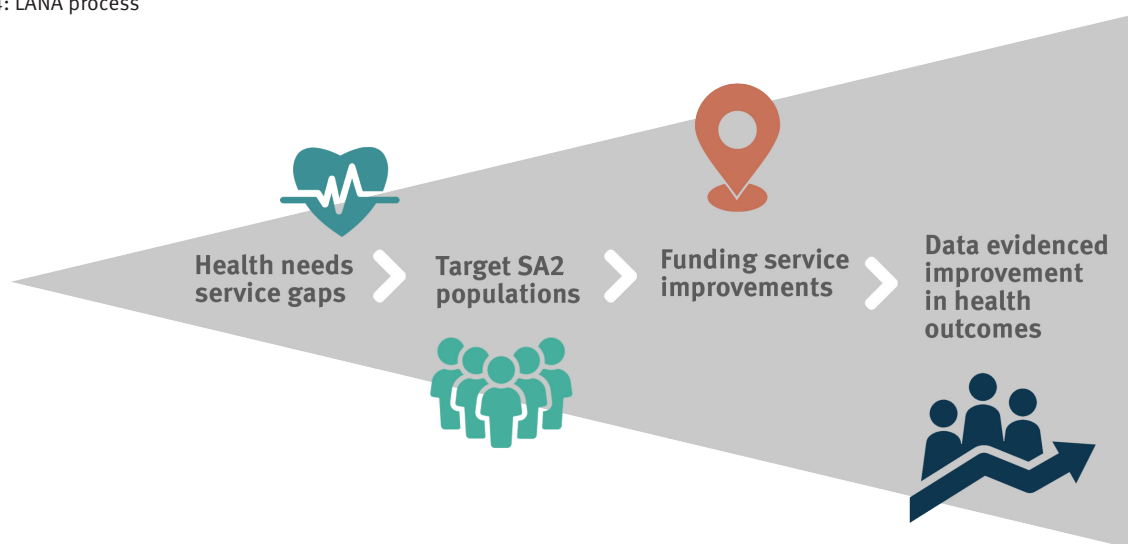 : LANA process
Health needs
service gaps
Target SA2
populations
Funding service
improvements
Data evidenced
improvement
in health
outcomes